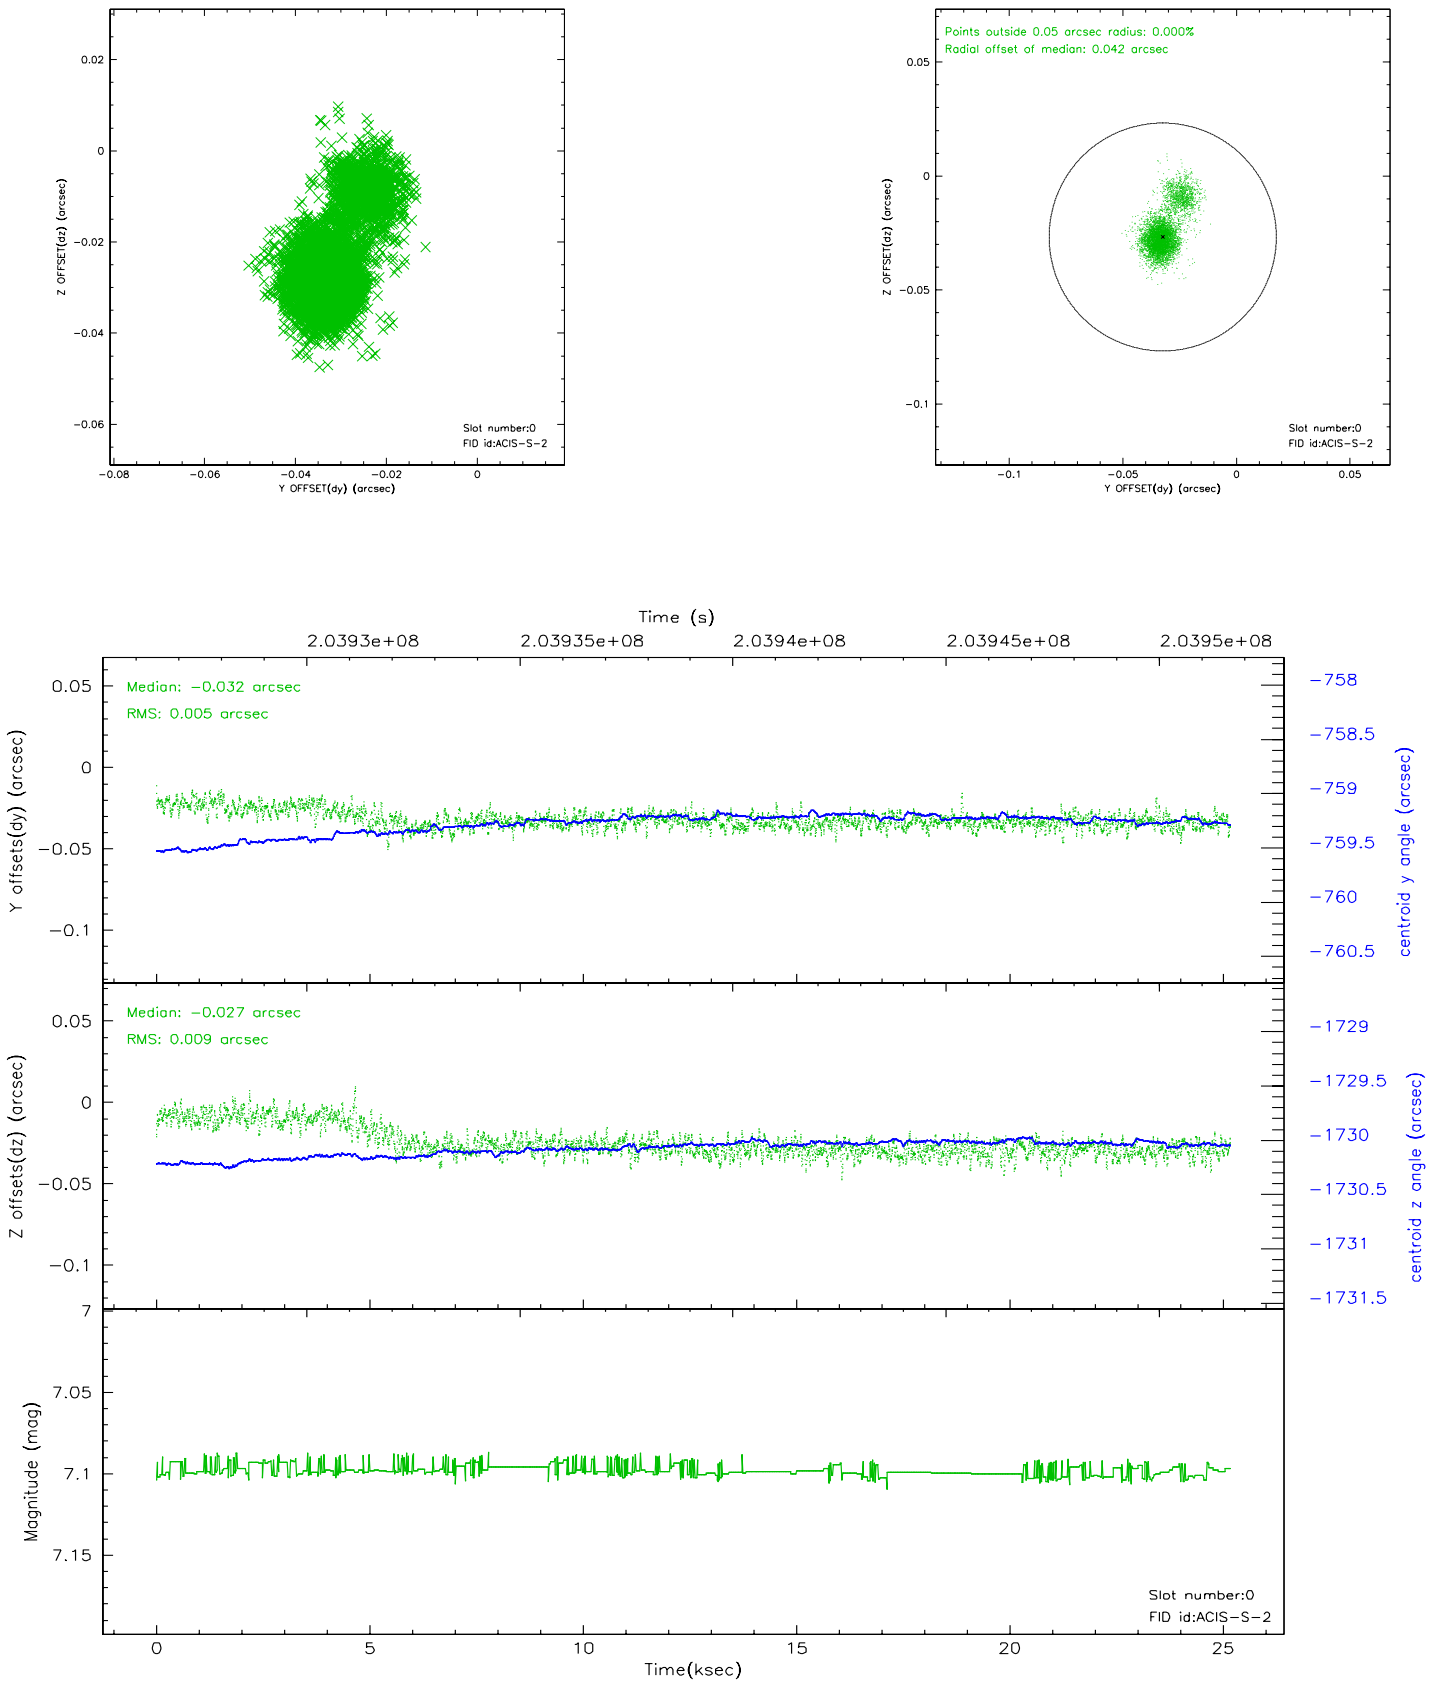 0.02
0
−0.02
−0.04
−0.06
Z OFFSET(dz) (arcsec)
Slot number:0
FID id:ACIS−S−2
−0.08 −0.06 −0.04 −0.02 0
Y OFFSET(dy) (arcsec)
Points outside 0.05 arcsec radius: 0.000%
Radial offset of median: 0.042 arcsec
0.05
0
−0.05
−0.1
Z OFFSET(dz) (arcsec)
Slot number:0
FID id:ACIS−S−2
−0.1 −0.05 0 0.05
Y OFFSET(dy) (arcsec)
Time (s)
2.0393e+08 2.03935e+08 2.0394e+08 2.03945e+08 2.0395e+08
Median: −0.032 arcsec
RMS: 0.005 arcsec
0.05
0
−0.05
−0.1
Y offsets(dy) (arcsec)
−758
−758.5
−759
−759.5
−760
−760.5
centroid y angle (arcsec)
Median: −0.027 arcsec
RMS: 0.009 arcsec
0.05
0
−0.05
−0.1
Z offsets(dz) (arcsec)
−1729
−1729.5
−1730
−1730.5
−1731
−1731.5
centroid z angle (arcsec)
7
7.05
7.1
7.15
Magnitude (mag)
Slot number:0
FID id:ACIS−S−2
0 5 10 15 20 25
Time(ksec)